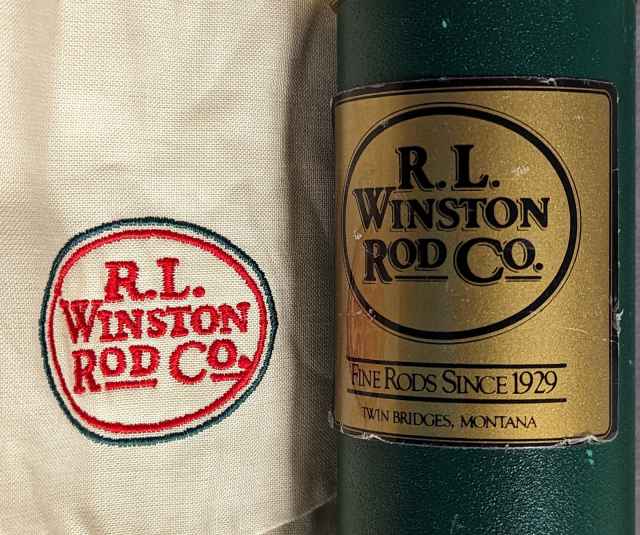 R.L.
WINSTON
ROD CO.
R.L.
WINSTON
ROD CO.
FINE RODS SINCE 1929
TWIN BRIDGES, MONTANA